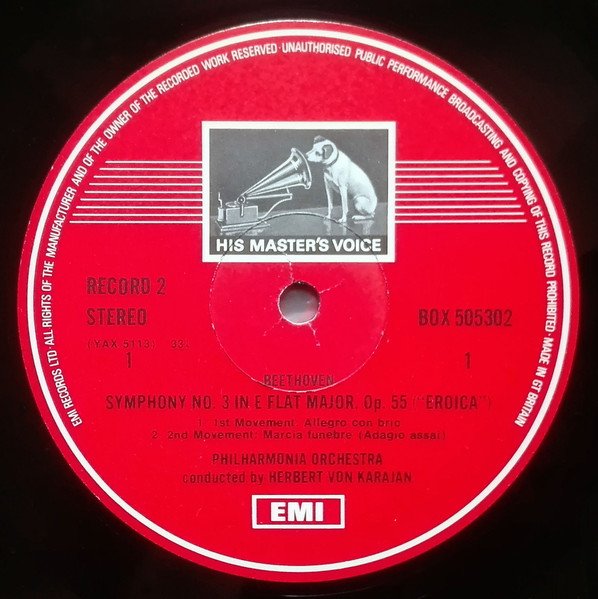 EMI RECORDS LTD · ALL RIGHTS OF THE MANUFACTURER AND OF THE OWNER OF THE RECORDED WORK RESERVED · UNAUTHORISED PUBLIC PERFORMANCE BROADCASTING AND COPYING OF THIS RECORD PROHIBITED · MADE IN GT BRITAIN
HIS MASTER'S VOICE
RECORD 2
STEREO BOX 505302
(YAX·5113)
1 1
BEETHOVEN
SYMPHONY NO. 3 IN E FLAT MAJOR, Op. 55 ("EROICA")
1. 1st Movement: Allegro con brio
2. 2nd Movement: Marcia funebre (Adagio assai)
PHILHARMONIA ORCHESTRA
conducted by HERBERT VON KARAJAN
EMI